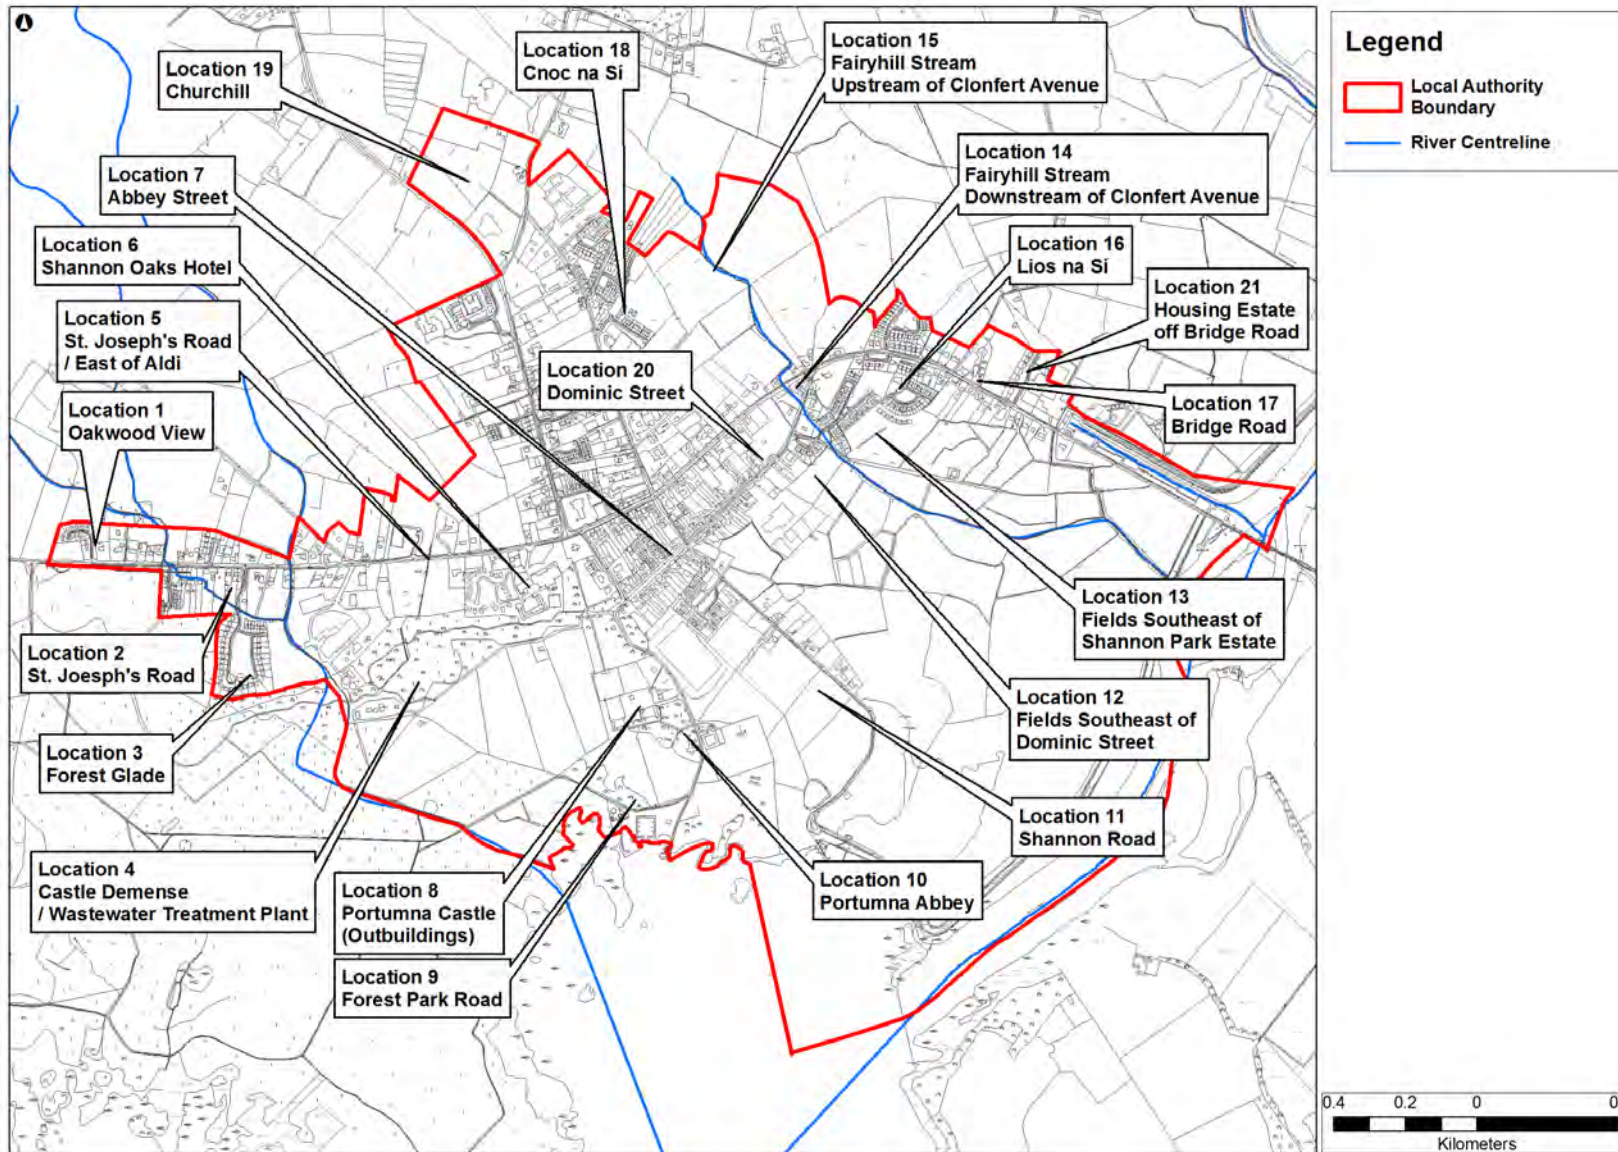 Location 19
Churchill
Location 18
Cnoc na Sí
Location 15
Fairyhill Stream
Upstream of Clonfert Avenue
Location 7
Abbey Street
Location 14
Fairyhill Stream
Downstream of Clonfert Avenue
Location 6
Shannon Oaks Hotel
Location 16
Lios na Sí
Location 5
St. Joseph's Road
/ East of Aldi
Location 21
Housing Estate
off Bridge Road
Location 20
Dominic Street
Location 1
Oakwood View
Location 17
Bridge Road
Location 13
Fields Southeast of
Shannon Park Estate
Location 2
St. Joesph's Road
Location 12
Fields Southeast of
Dominic Street
Location 3
Forest Glade
Location 11
Shannon Road
Location 4
Castle Demense
/ Wastewater Treatment Plant
Location 8
Portumna Castle
(Outbuildings)
Location 10
Portumna Abbey
Location 9
Forest Park Road
Legend
Local Authority
Boundary
River Centreline
0.4 0.2 0 0
Kilometers